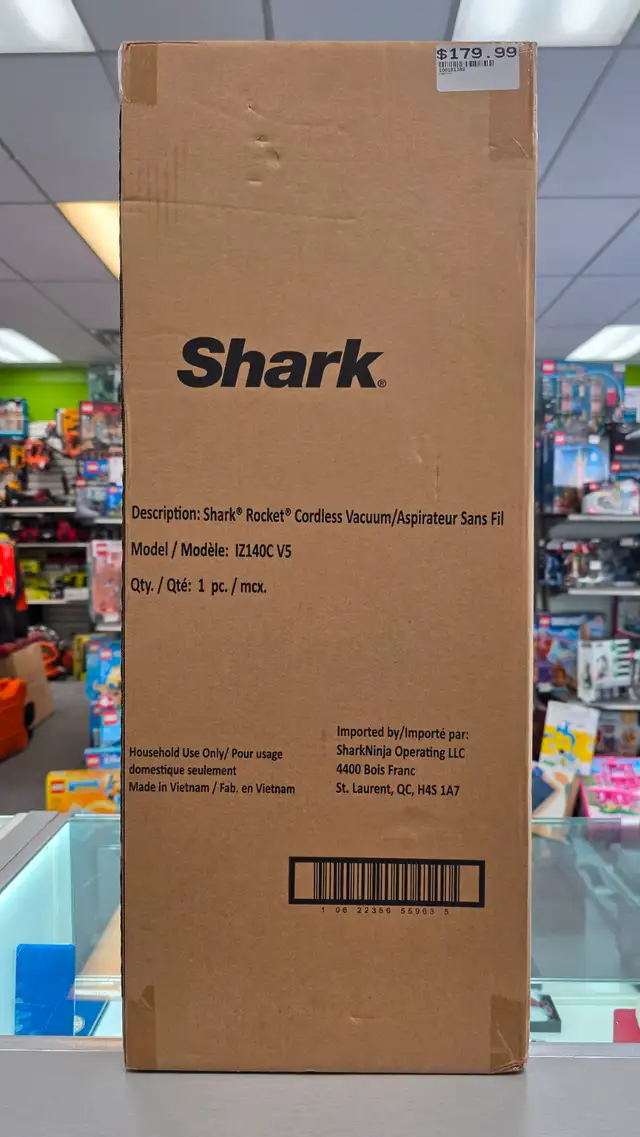 $179.99
Shark®
Description: Shark® Rocket® Cordless Vacuum/Aspirateur Sans Fil
Model / Modèle: IZ140C V5
Qty. / Qté: 1 pc. / mcx.
Household Use Only/ Pour usage
domestique seulement
Made in Vietnam / Fab. en Vietnam
Imported by/Importé par:
SharkNinja Operating LLC
4400 Bois Franc
St. Laurent, QC, H4S 1A7
1 06 22356 55963 5